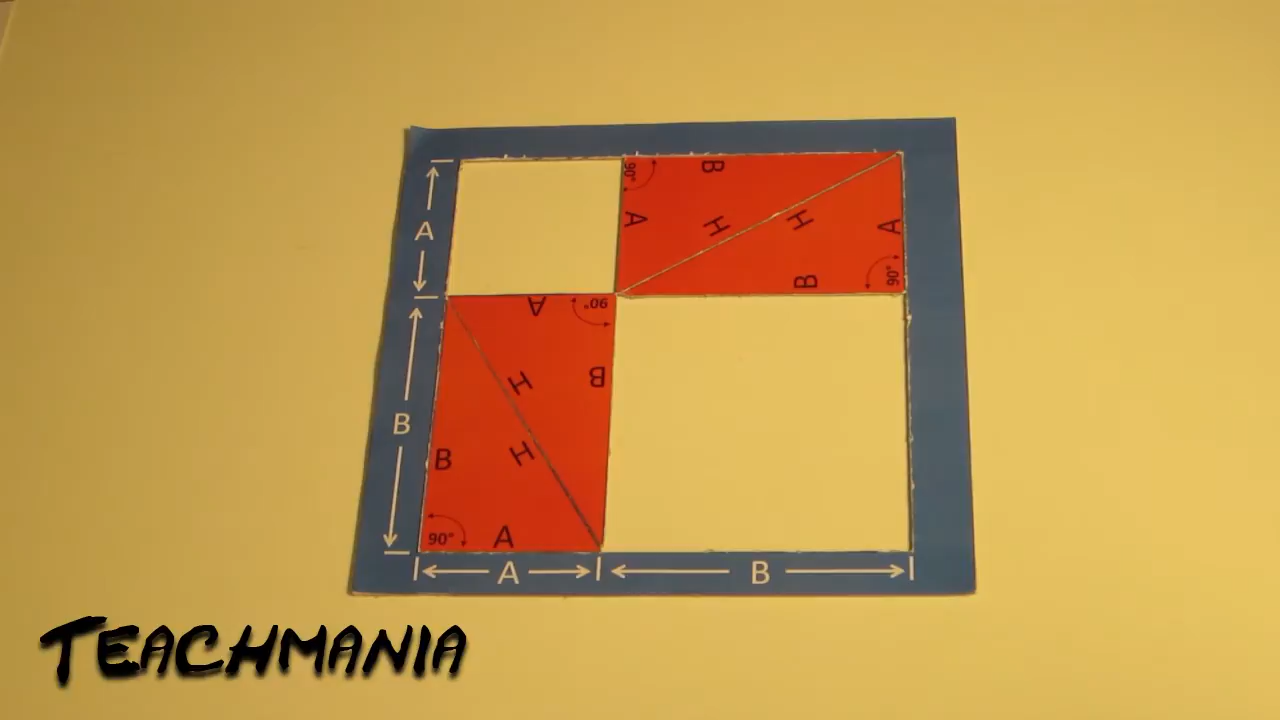 90° B
A
A H H A
B 90°
A 90°
B
H
B H
B
90° A
A B
TEACHMANIA